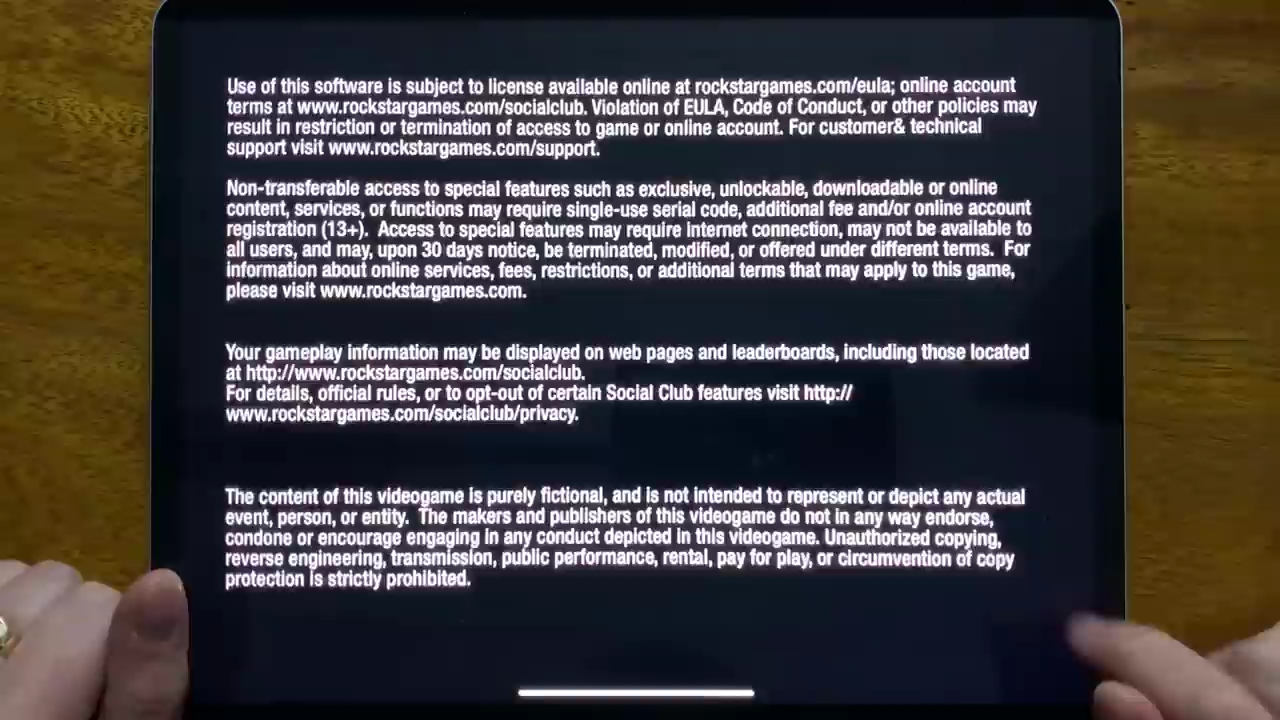 Use of this software is subject to license available online at rockstargames.com/eula; online account
terms at www.rockstargames.com/socialclub. Violation of EULA, Code of Conduct, or other policies may
result in restriction or termination of access to game or online account. For customer& technical
support visit www.rockstargames.com/support.
Non-transferable access to special features such as exclusive, unlockable, downloadable or online
content, services, or functions may require single-use serial code, additional fee and/or online account
registration (13+).  Access to special features may require internet connection, may not be available to
all users, and may, upon 30 days notice, be terminated, modified, or offered under different terms.  For
information about online services, fees, restrictions, or additional terms that may apply to this game,
please visit www.rockstargames.com.
Your gameplay information may be displayed on web pages and leaderboards, including those located
at http://www.rockstargames.com/socialclub.
For details, official rules, or to opt-out of certain Social Club features visit http://
www.rockstargames.com/socialclub/privacy.
The content of this videogame is purely fictional, and is not intended to represent or depict any actual
event, person, or entity.  The makers and publishers of this videogame do not in any way endorse,
condone or encourage engaging in any conduct depicted in this videogame. Unauthorized copying,
reverse engineering, transmission, public performance, rental, pay for play, or circumvention of copy
protection is strictly prohibited.